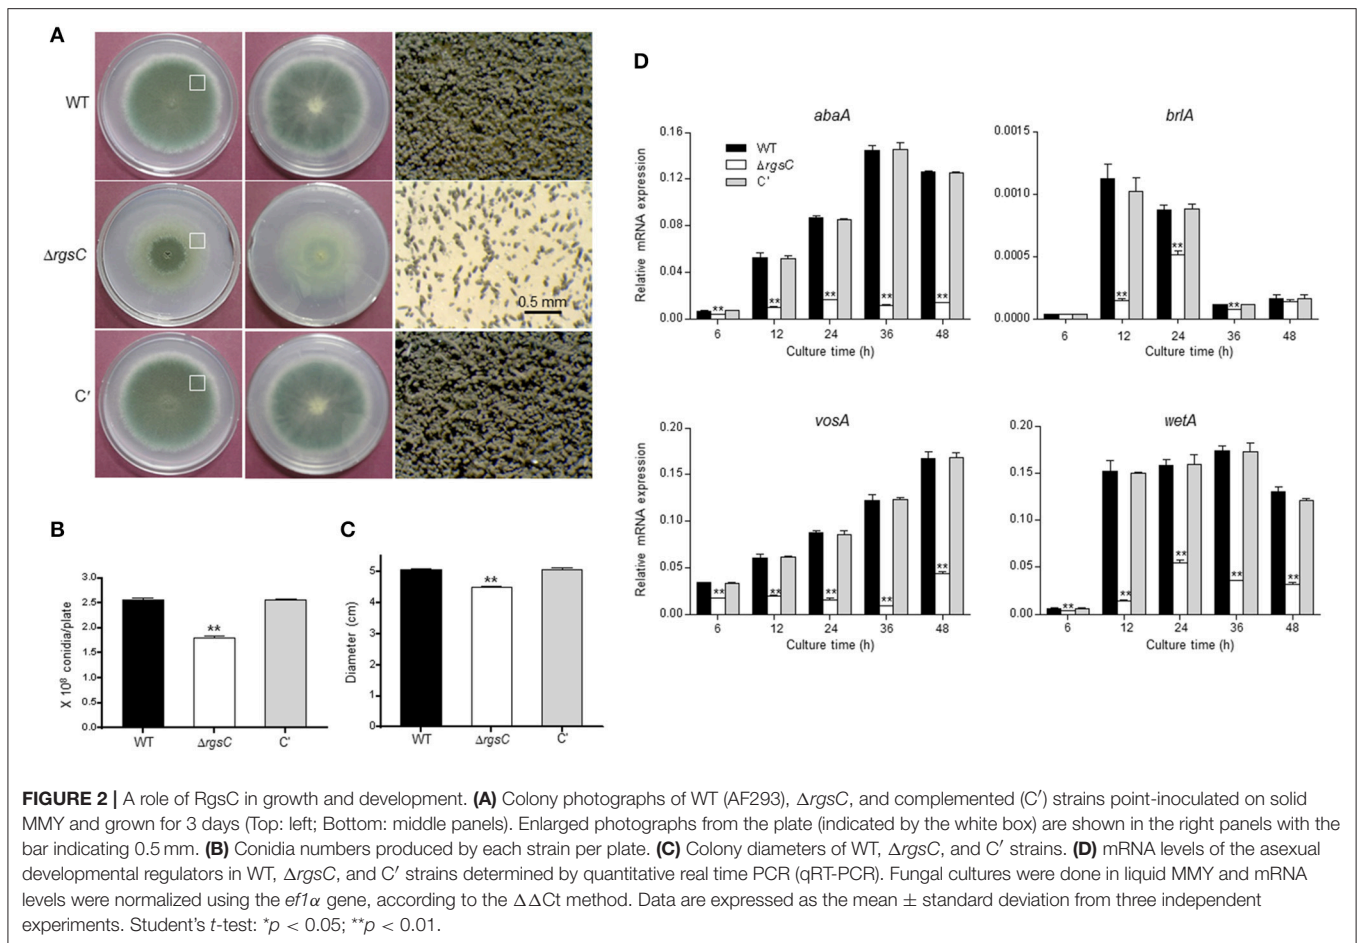 A
WT
ΔrgsC
0.5 mm
C′
B
X 10⁸ conidia/plate
3.0
2.5
2.0
1.5
1.0
0.5
0.0
**
WT
ΔrgsC
C′
C
Diameter (cm)
5
4
3
2
1
0
**
WT
ΔrgsC
C′
D
abaA
Relative mRNA expression
0.16
0.12
0.08
0.04
0.00
WT
ΔrgsC
C′
** ** ** ** **
6 12 24 36 48
Culture time (h)
brlA
0.0015
0.0010
0.0005
0.0000
** ** **
6 12 24 36 48
Culture time (h)
vosA
Relative mRNA expression
0.20
0.15
0.10
0.05
0.00
** ** ** ** **
6 12 24 36 48
Culture time (h)
wetA
0.20
0.15
0.10
0.05
0.00
** ** ** ** **
6 12 24 36 48
Culture time (h)
FIGURE 2 | A role of RgsC in growth and development. (A) Colony photographs of WT (AF293), ΔrgsC, and complemented (C′) strains point-inoculated on solid
MMY and grown for 3 days (Top: left; Bottom: middle panels). Enlarged photographs from the plate (indicated by the white box) are shown in the right panels with the
bar indicating 0.5 mm. (B) Conidia numbers produced by each strain per plate. (C) Colony diameters of WT, ΔrgsC, and C′ strains. (D) mRNA levels of the asexual
developmental regulators in WT, ΔrgsC, and C′ strains determined by quantitative real time PCR (qRT-PCR). Fungal cultures were done in liquid MMY and mRNA
levels were normalized using the ef1α gene, according to the ΔΔCt method. Data are expressed as the mean ± standard deviation from three independent
experiments. Student's t-test: *p < 0.05; **p < 0.01.